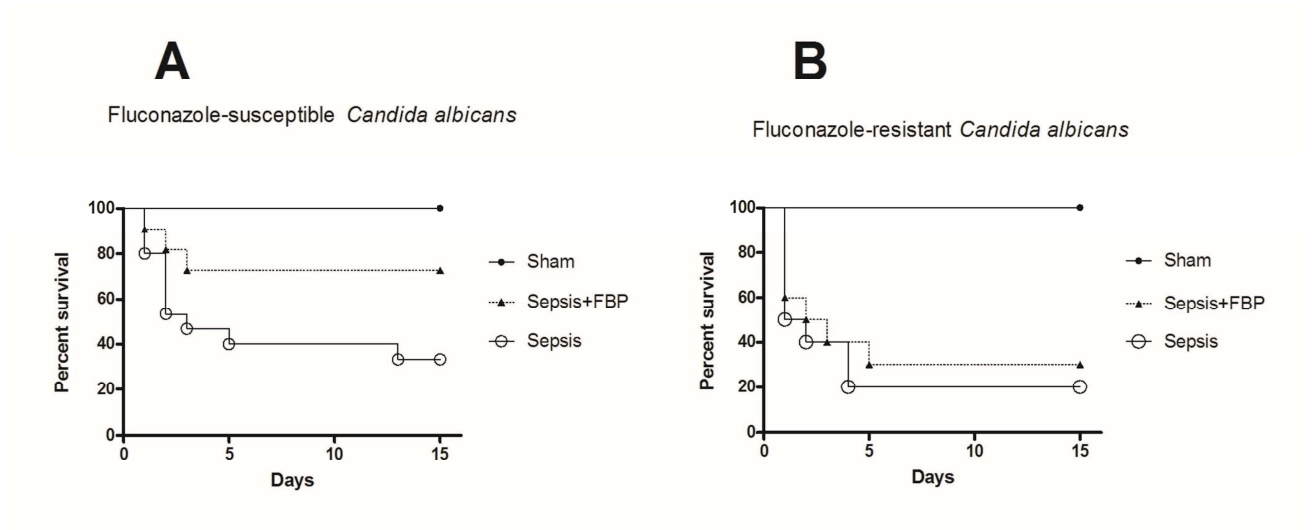 A
Fluconazole-susceptible Candida albicans
100
80
60
40
20
0
Percent survival
0 5 10 15
Days
Sham
Sepsis+FBP
Sepsis
B
Fluconazole-resistant Candida albicans
100
80
60
40
20
0
Percent survival
0 5 10 15
Days
Sham
Sepsis+FBP
Sepsis